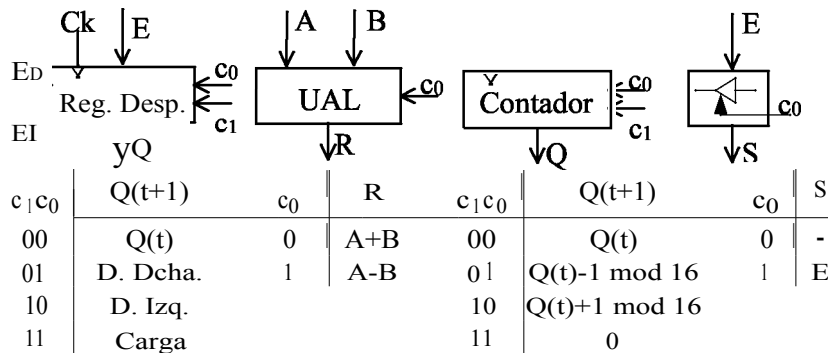 Ck E A B E
ED Reg. Desp. c0 c1 UAL c0 Contador c0 c1 c0
EI yQ R Q S
c1c0 Q(t+1) c0 R c1c0 Q(t+1) c0 S
00 Q(t) 0 A+B 00 Q(t) 0 -
01 D. Dcha. 1 A-B 01 Q(t)-1 mod 16 1 E
10 D. Izq. 10 Q(t)+1 mod 16
11 Carga 11 0